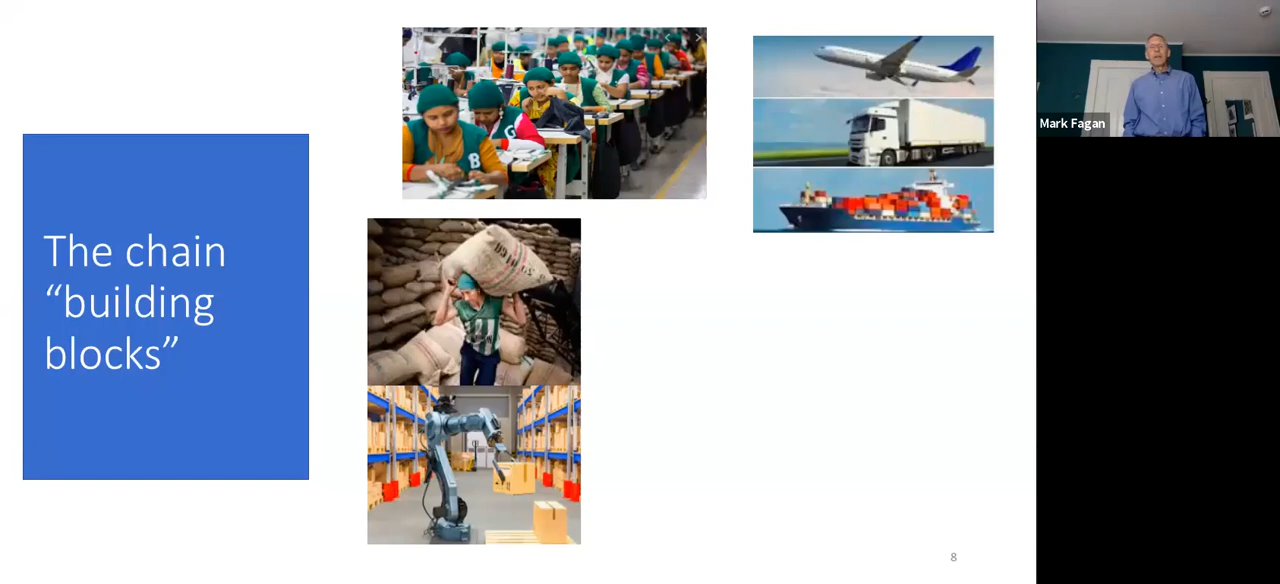 The chain
“building
blocks”
G
B
8
Mark Fagan